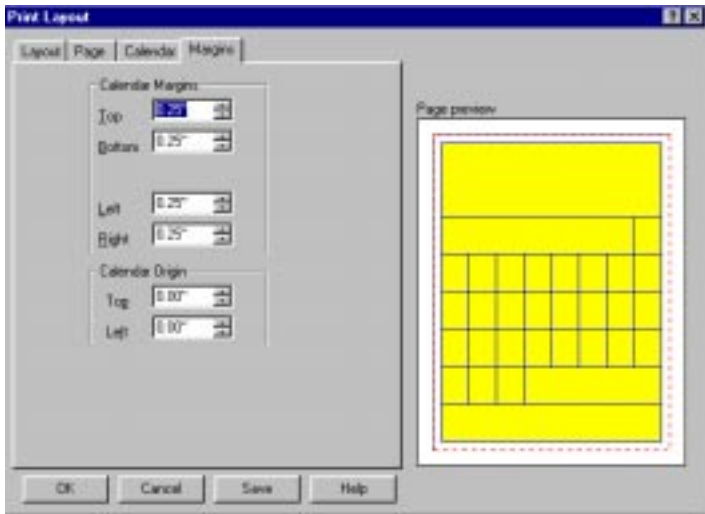 Print Layout
Layout Page Calendar Margins
Calendar Margins
Top 0.25"
Bottom 0.25"
Left 0.25"
Right 0.25"
Calendar Origin
Top 0.00"
Left 0.00"
Page preview
OK Cancel Save Help